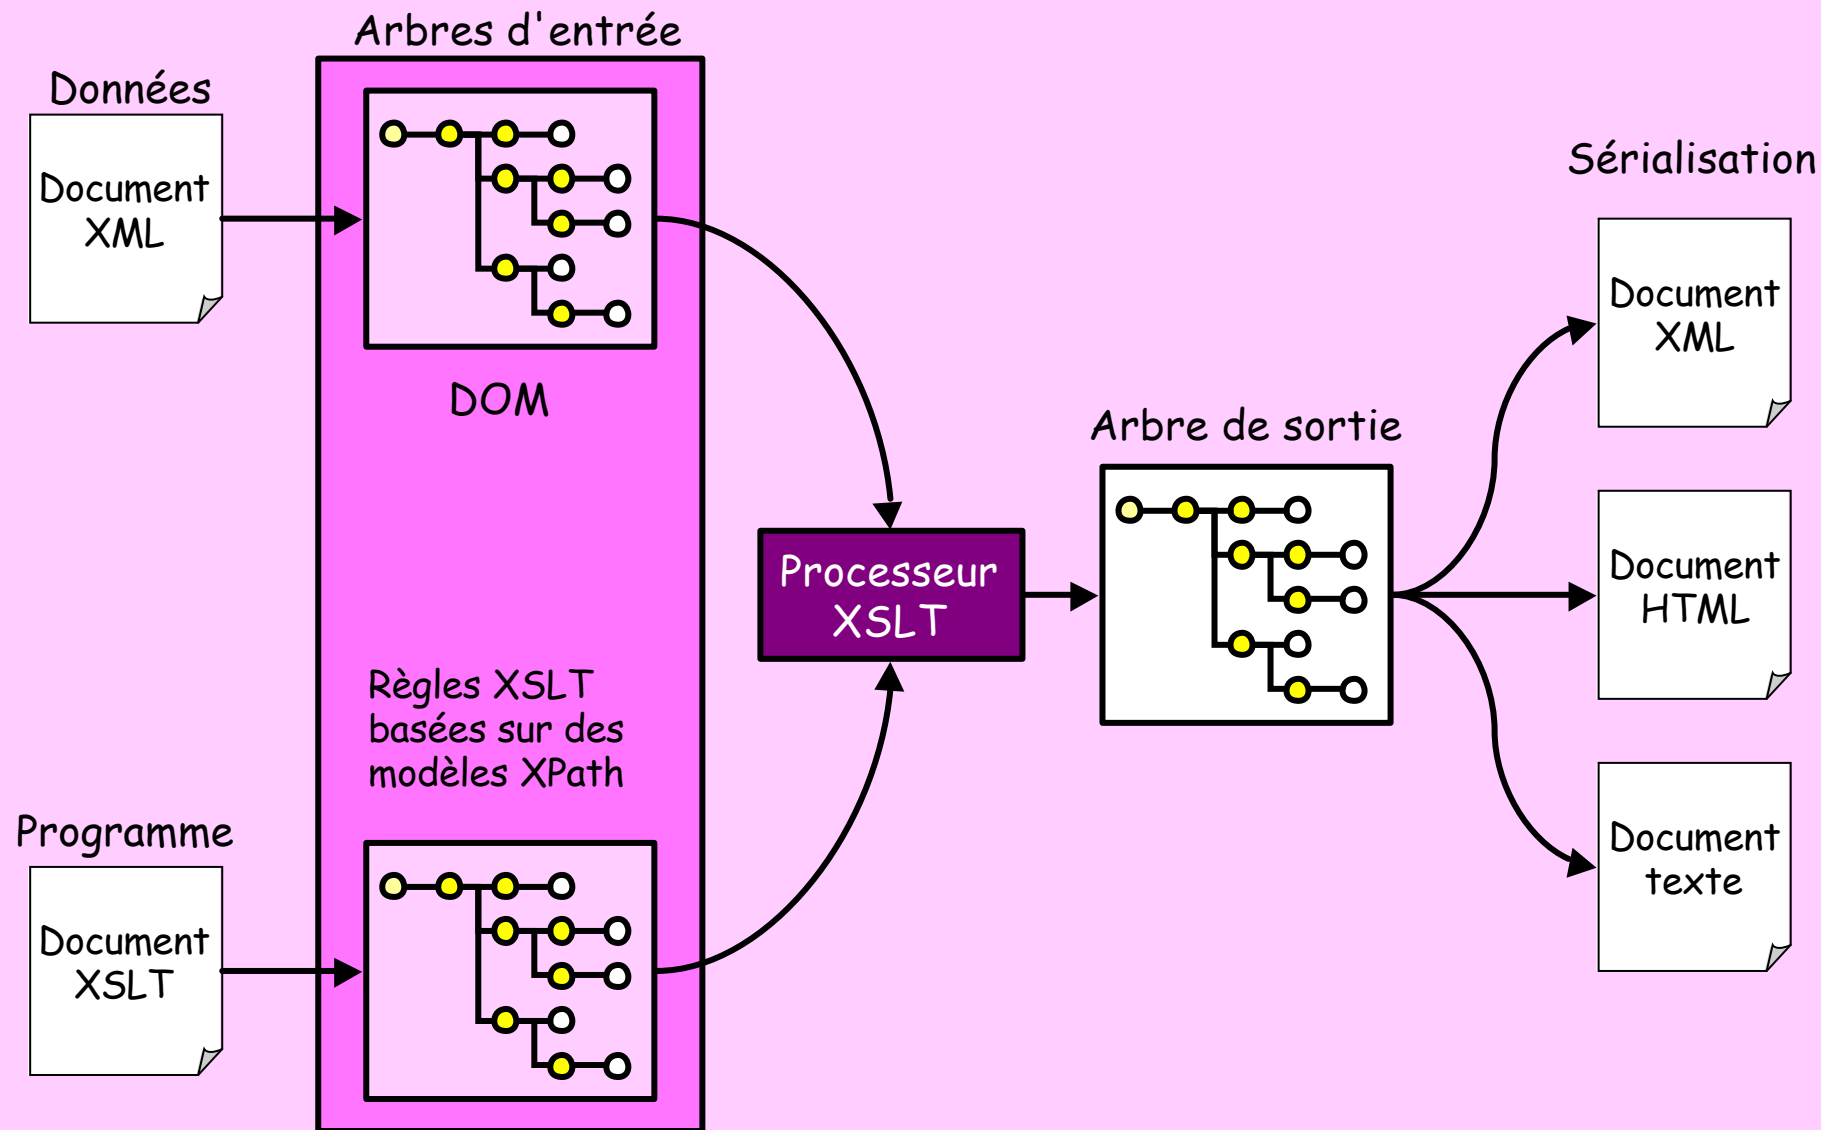 Arbres d'entrée
Données
Document
XML
DOM
Règles XSLT
basées sur des
modèles XPath
Programme
Document
XSLT
Processeur
XSLT
Arbre de sortie
Sérialisation
Document
XML
Document
HTML
Document
texte